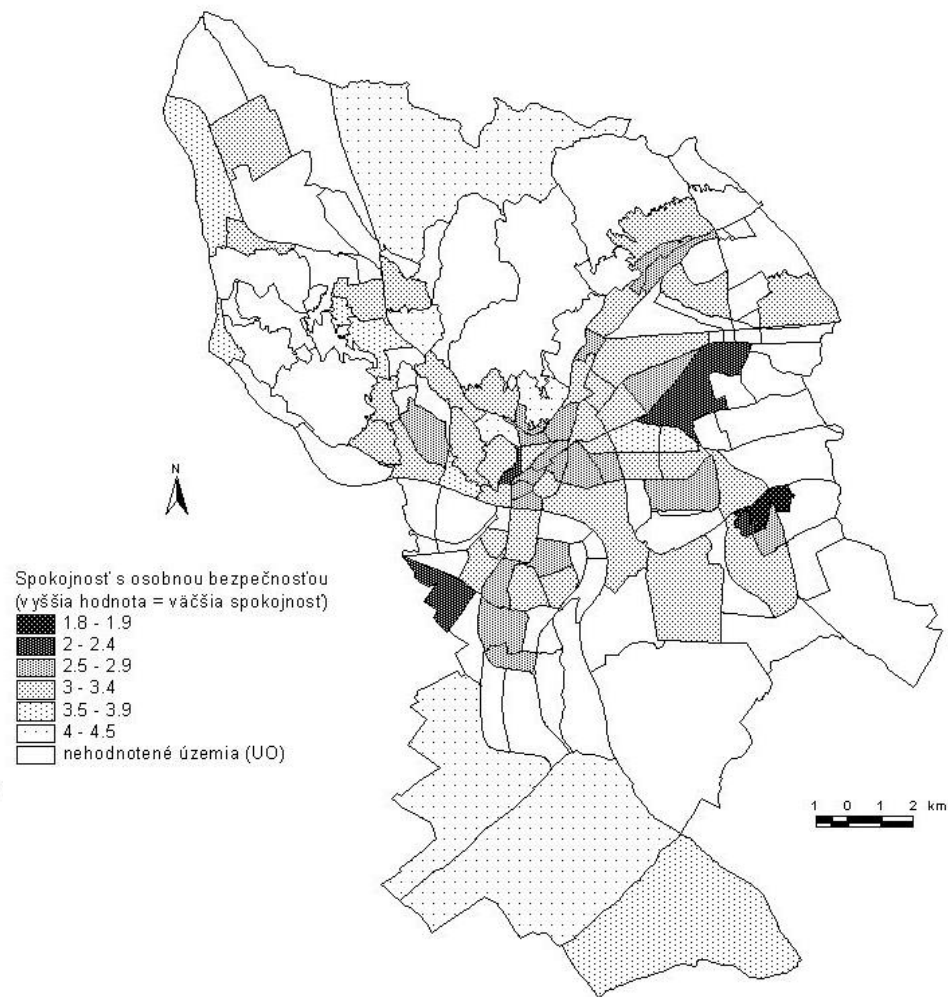 N
Spokojnosť s osobnou bezpečnosťou
(vyššia hodnota = väčšia spokojnosť)
1.8 - 1.9
2 - 2.4
2.5 - 2.9
3 - 3.4
3.5 - 3.9
4 - 4.5
nehodnotené územia (UO)
1 0 1 2 km